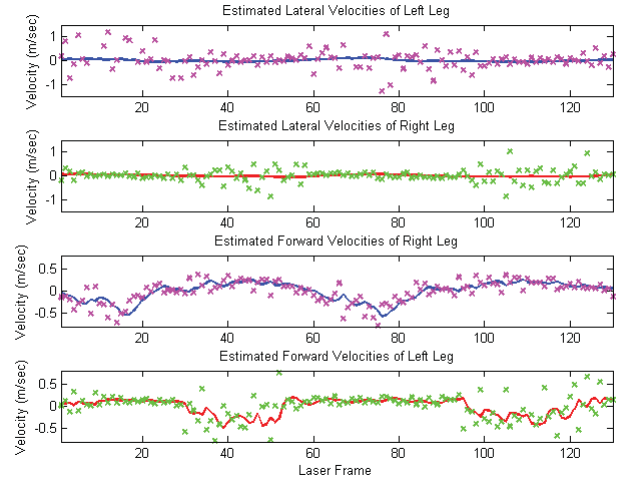 Estimated Lateral Velocities of Left Leg
Velocity (m/sec)
1
0
-1
20 40 60 80 100 120
Estimated Lateral Velocities of Right Leg
Velocity (m/sec)
1
0
-1
20 40 60 80 100 120
Estimated Forward Velocities of Right Leg
Velocity (m/sec)
0.5
0
-0.5
20 40 60 80 100 120
Estimated Forward Velocities of Left Leg
Velocity (m/sec)
0.5
0
-0.5
20 40 60 80 100 120
Laser Frame